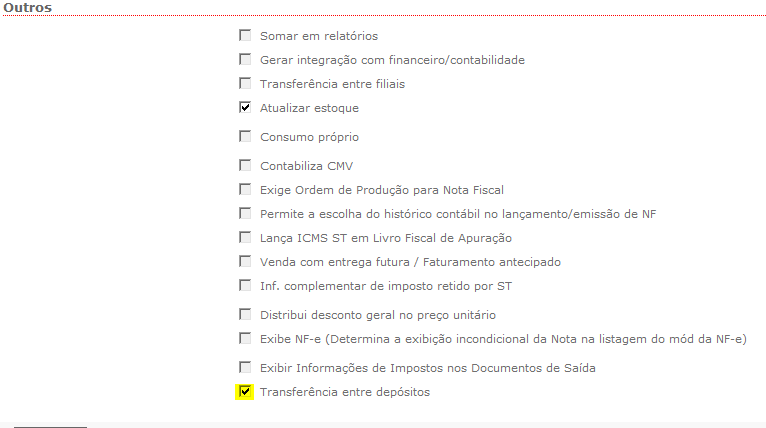 Outros
Somar em relatórios
Gerar integração com financeiro/contabilidade
Transferência entre filiais
Atualizar estoque
Consumo próprio
Contabiliza CMV
Exige Ordem de Produção para Nota Fiscal
Permite a escolha do histórico contábil no lançamento/emissão de NF
Lança ICMS ST em Livro Fiscal de Apuração
Venda com entrega futura / Faturamento antecipado
Inf. complementar de imposto retido por ST
Distribui desconto geral no preço unitário
Exibe NF-e (Determina a exibição incondicional da Nota na listagem do mód da NF-e)
Exibir Informações de Impostos nos Documentos de Saída
Transferência entre depósitos